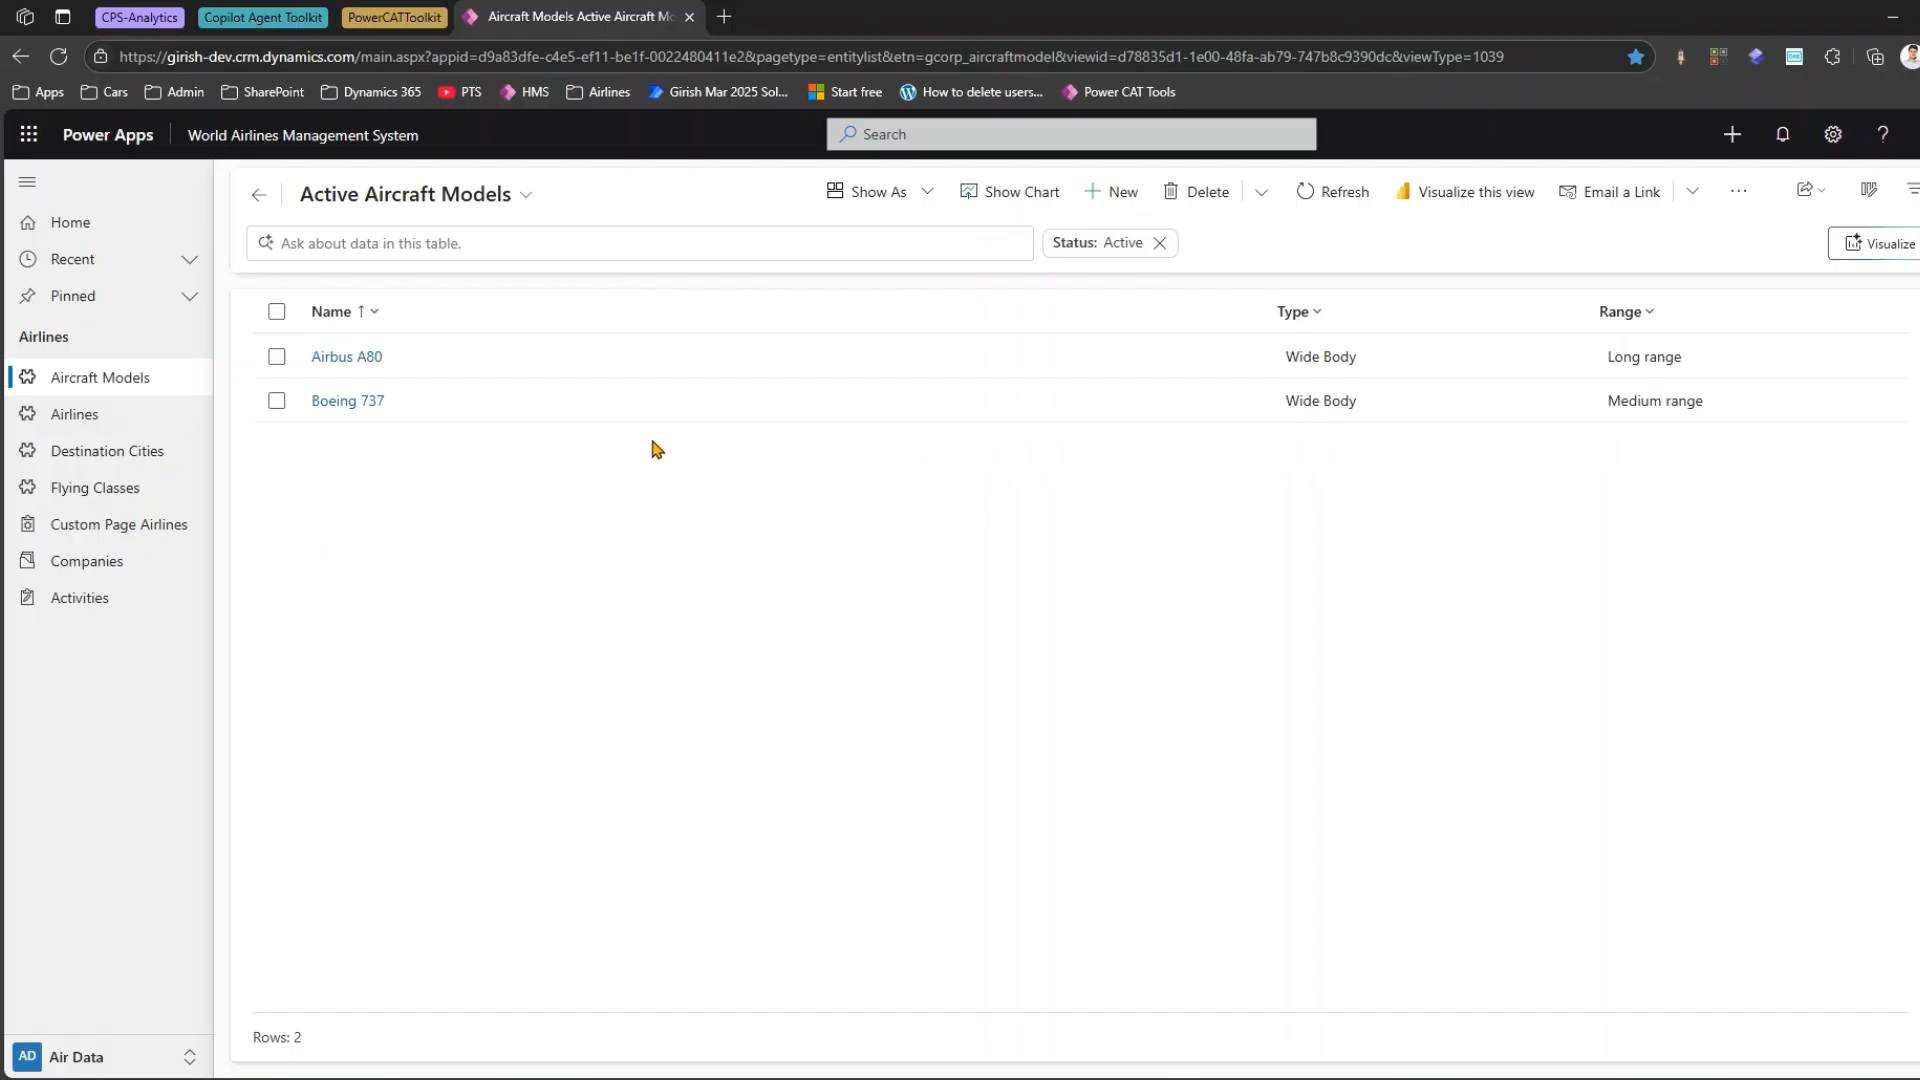 CPS-Analytics Copilot Agent Toolkit PowerCATToolkit Aircraft Models Active Aircraft Mo
https://girish-dev.crm.dynamics.com/main.aspx?appid=d9a83dfe-c4e5-ef11-be1f-0022480411e2&pagetype=entitylist&etn=gcorp_aircraftmodel&viewid=d78835d1-1e00-48fa-ab79-747b8c9390dc&viewType=1039
Apps Cars Admin SharePoint Dynamics 365 PTS HMS Airlines Girish Mar 2025 Sol... Start free How to delete users... Power CAT Tools
Power Apps World Airlines Management System Search
Active Aircraft Models Show As Show Chart New Delete Refresh Visualize this view Email a Link
Ask about data in this table. Status: Active Visualize
Home
Recent
Pinned
Airlines
Aircraft Models
Airlines
Destination Cities
Flying Classes
Custom Page Airlines
Companies
Activities
Name Type Range
Airbus A80 Wide Body Long range
Boeing 737 Wide Body Medium range
Rows: 2
AD Air Data